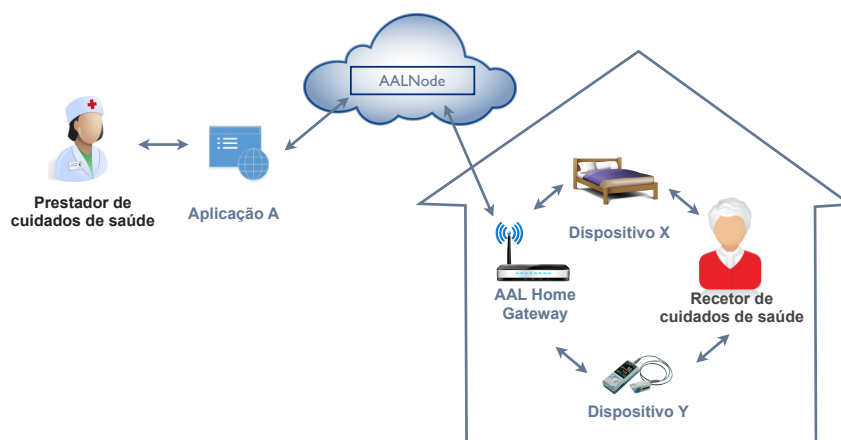 AALNode
Prestador de
cuidados de saúde
Aplicação A
Dispositivo X
AAL Home
Gateway
Recetor de
cuidados de saúde
Dispositivo Y